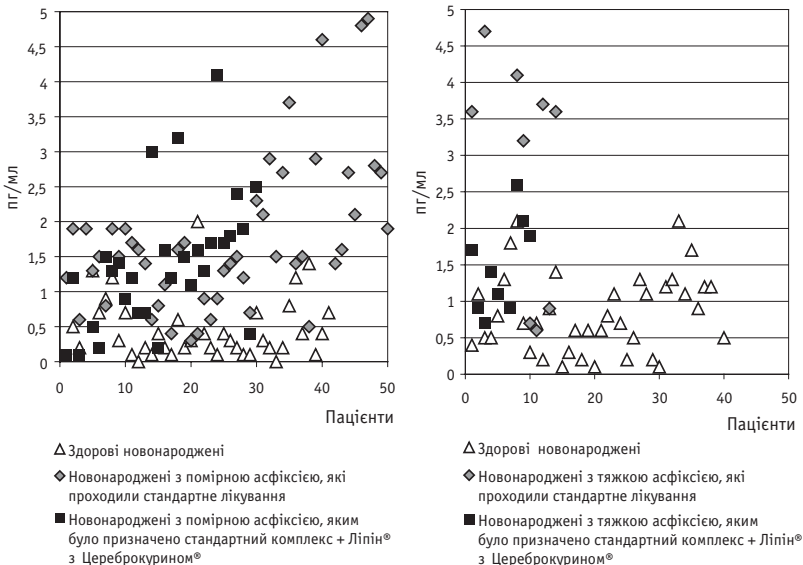 5
4,5
4
3,5
3
2,5
2
1,5
1
0,5
0
пг/мл
0 10 20 30 40 50
Пацієнти
Здорові новонароджені
Новонароджені з помірною асфіксією, які
проходили стандартне лікування
Новонароджені з помірною асфіксією, яким
було призначено стандартний комплекс + Ліпін®
з Цереброкурином®
5
4,5
4
3,5
3
2,5
2
1,5
1
0,5
0
пг/мл
0 10 20 30 40 50
Пацієнти
Здорові новонароджені
Новонароджені з тяжкою асфіксією, які
проходили стандартне лікування
Новонароджені з тяжкою асфіксією, яким
було призначено стандартний комплекс + Ліпін®
з Цереброкурином®